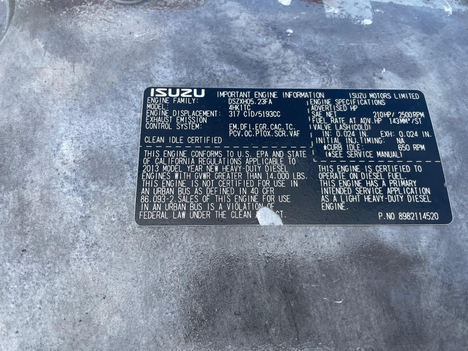 ISUZU IMPORTANT ENGINE INFORMATION ISUZU MOTORS LIMITED
ENGINE FAMILY: DSZXH05.23FA
MODEL: 4HK1TC
ENGINE DISPLACEMENT: 317 CID/5193CC
EXHAUST EMISSION
CONTROL SYSTEM: EM,DFI,EGR,CAC,TC,
PCV,OC,PTOX,SCR,VAF
CLEAN IDLE CERTIFIED
THIS ENGINE CONFORMS TO U.S. EPA AND STATE
OF CALIFORNIA REGULATIONS APPLICABLE TO
2013 MODEL YEAR NEW HEAVY-DUTY DIESEL
ENGINES WITH GVWR GREATER THAN 14,000 LBS.
THIS ENGINE IS NOT CERTIFIED FOR USE IN
AN URBAN BUS AS DEFINED IN 40 CFR
86.093-2. SALES OF THIS ENGINE FOR USE
IN AN URBAN BUS IS A VIOLATION OF
FEDERAL LAW UNDER THE CLEAN ACT.
ENGINE SPECIFICATIONS
ADVERTISED HP
SAE NET 210HP/ 2500RPM
FUEL RATE AT ADV.HP 143MM³/ST
VALVE LASH(COLD)
IN: 0.024 IN. EXH: 0.024 IN.
INITIAL INJ.TIMING NA
*CURB IDLE 650 RPM
(*SEE SERVICE MANUAL)
THIS ENGINE IS CERTIFIED TO
OPERATE ON DIESEL FUEL.
THIS ENGINE HAS A PRIMARY
INTENDED SERVICE APPLICATION
AS A LIGHT HEAVY-DUTY DIESEL
ENGINE.
P.NO 8982114520